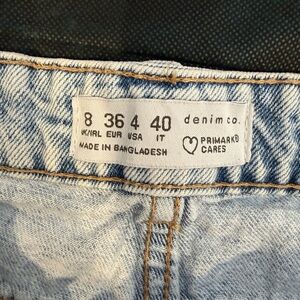 8 36 4 40 denim co.
UK/IRL EUR USA IT
MADE IN BANGLADESH
PRIMARK®
CARES